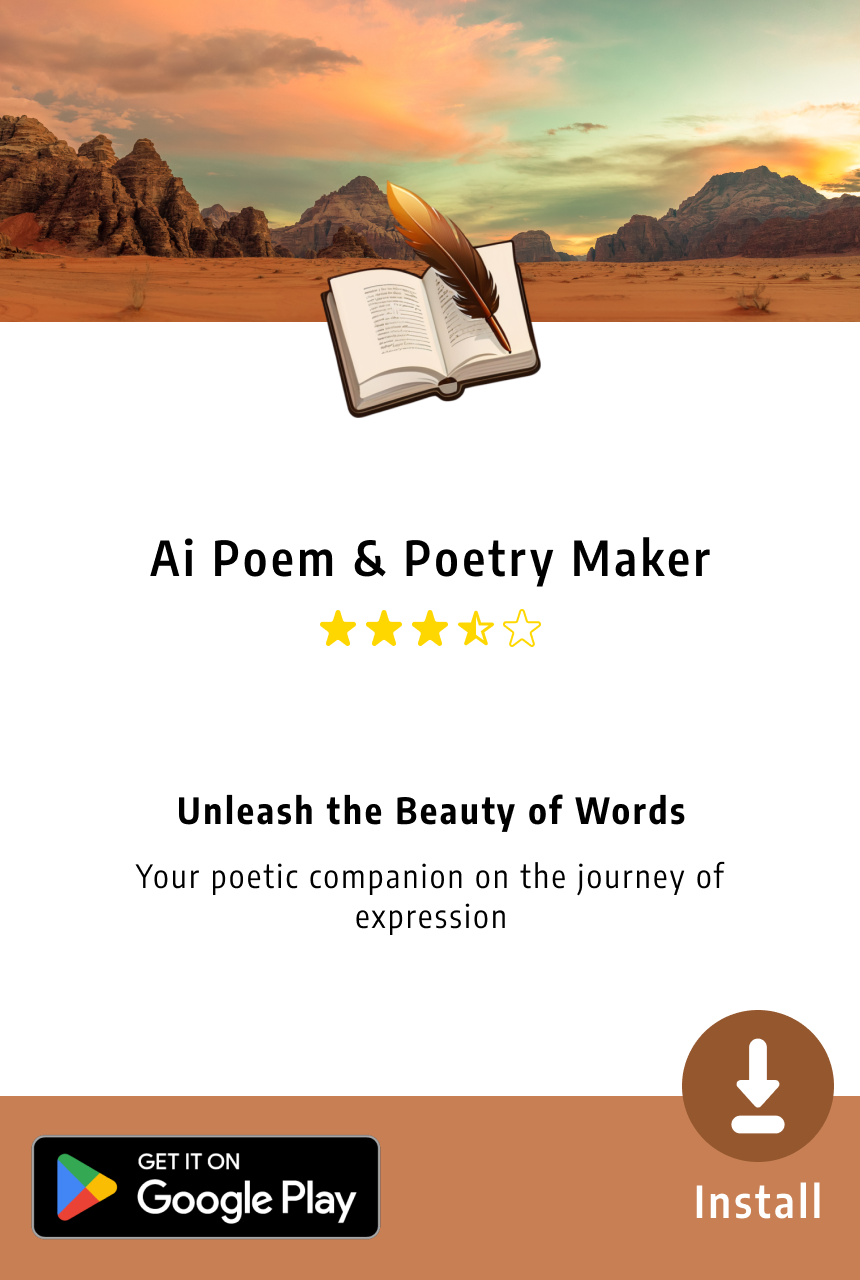 Ai Poem & Poetry Maker
Unleash the Beauty of Words
Your poetic companion on the journey of
expression
GET IT ON
Google Play
Install